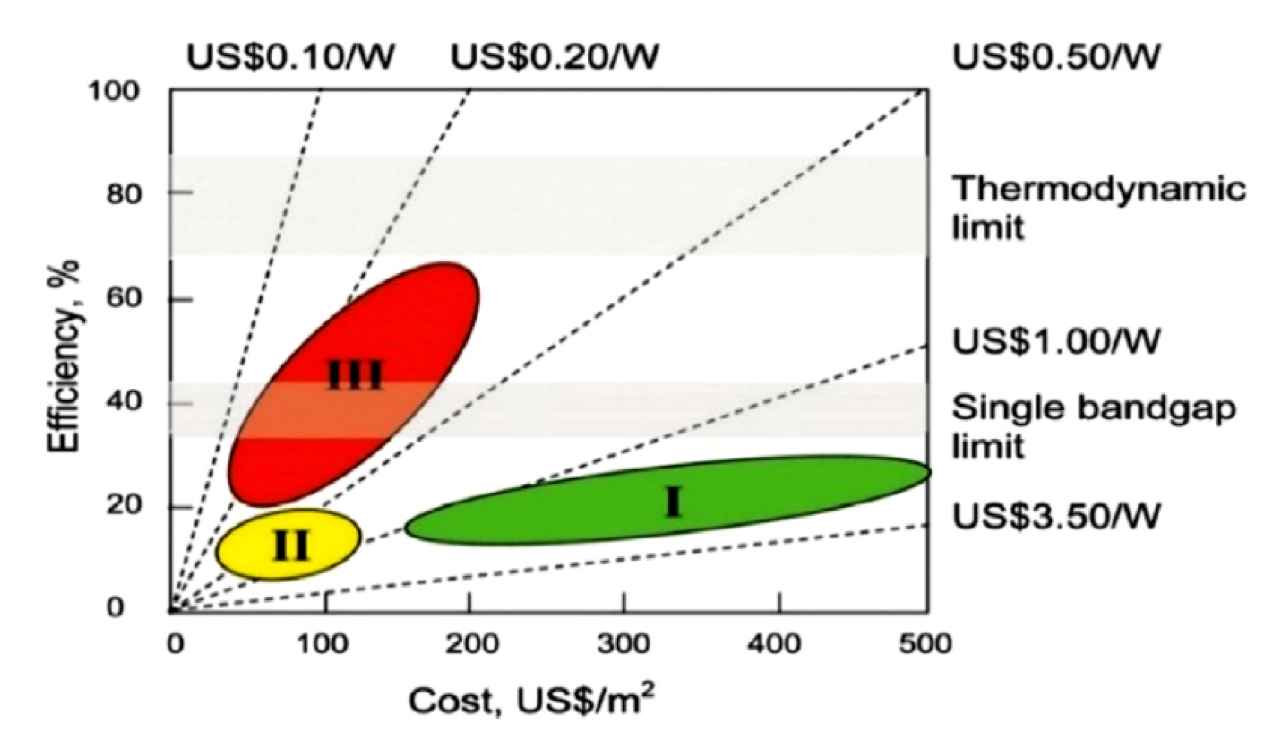 US$0.10/W US$0.20/W US$0.50/W
100
Thermodynamic
limit
80
60
US$1.00/W
III
40
Single bandgap
limit
I
20
US$3.50/W
II
0
0 100 200 300 400 500
Efficiency, %
Cost, US$/m²